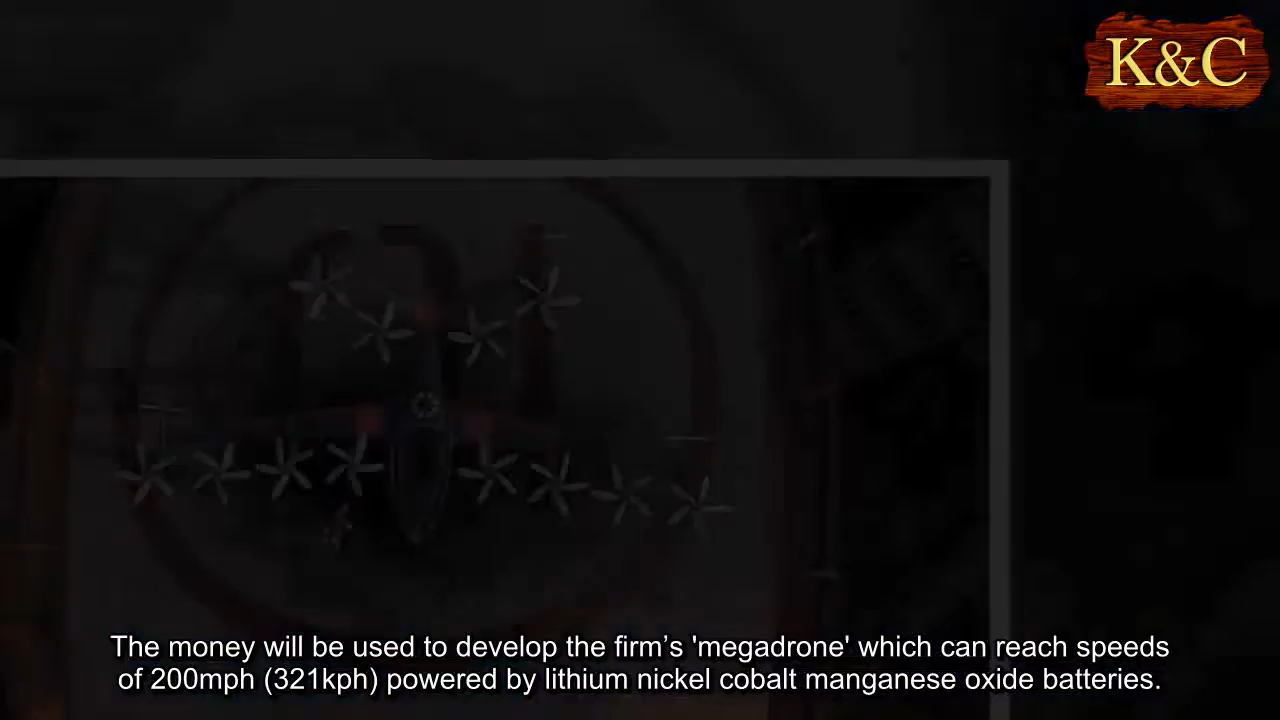 K&C
The money will be used to develop the firm’s 'megadrone' which can reach speeds
of 200mph (321kph) powered by lithium nickel cobalt manganese oxide batteries.